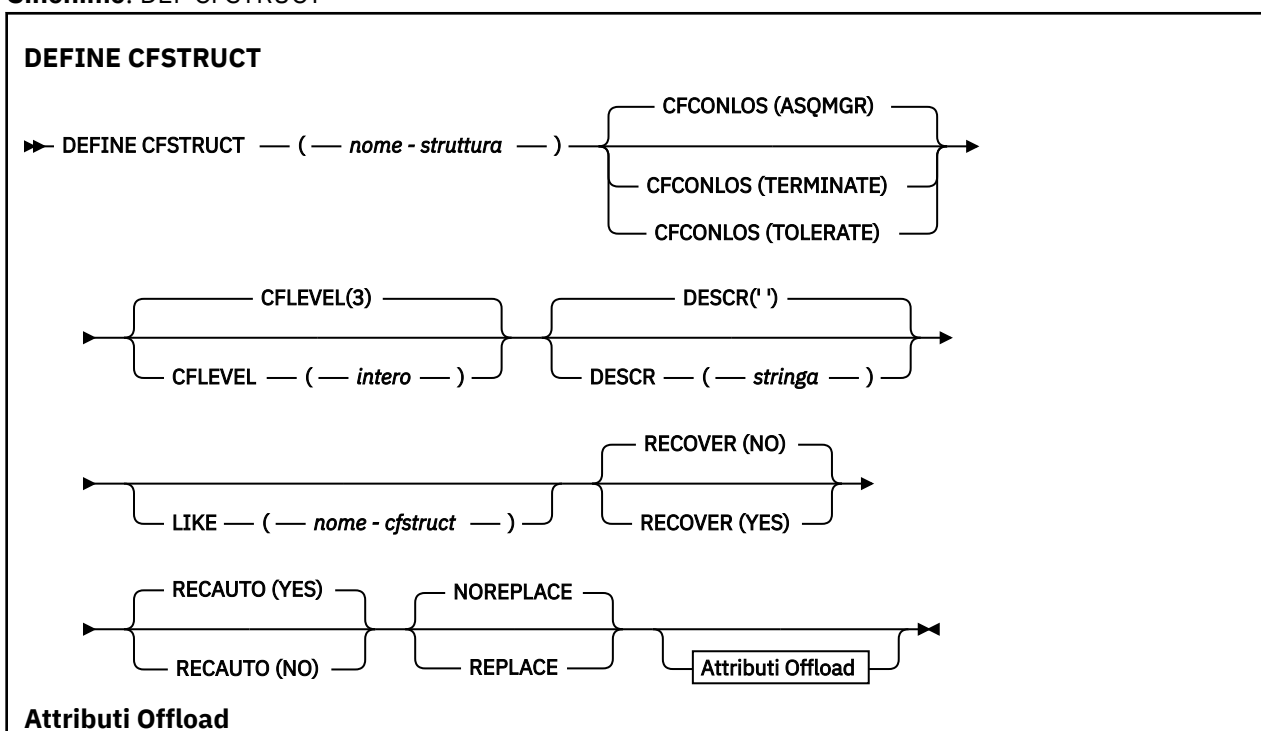 DEFINE CFSTRUCT
CFCONLOS (ASQMGR)
DEFINE CFSTRUCT ( nome - struttura )
CFCONLOS (TERMINATE)
CFCONLOS (TOLERATE)
CFLEVEL(3) DESCR(' ')
CFLEVEL ( intero ) DESCR ( stringa )
RECOVER (NO)
LIKE ( nome - cfstruct ) RECOVER (YES)
RECAUTO (YES) NOREPLACE
RECAUTO (NO) REPLACE Attributi Offload
Attributi Offload